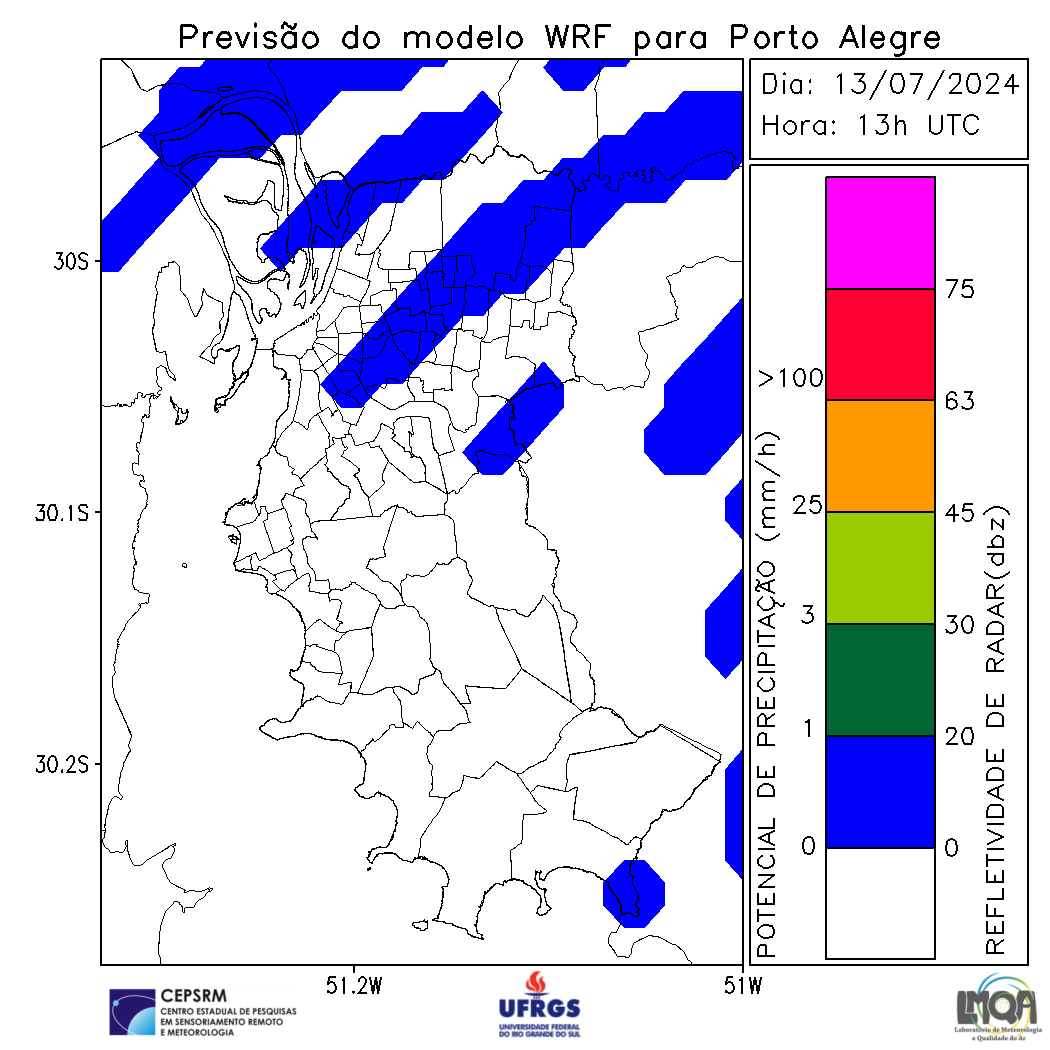 Previsão do modelo WRF para Porto Alegre
Dia: 13/07/2024
Hora: 13h UTC
30S
30.1S
30.2S
51.2W
51W
POTENCIAL DE PRECIPITAÇÃO (mm/h)
>100
25
3
1
0
75
63
45
30
20
0
REFLETIVIDADE DE RADAR(dbz)
CEPSRM
CENTRO ESTADUAL DE PESQUISAS
EM SENSORIAMENTO REMOTO
E METEOROLOGIA
UFRGS
UNIVERSIDADE FEDERAL
DO RIO GRANDE DO SUL
LMQA
Laboratório de Meteorologia
e Qualidade do Ar